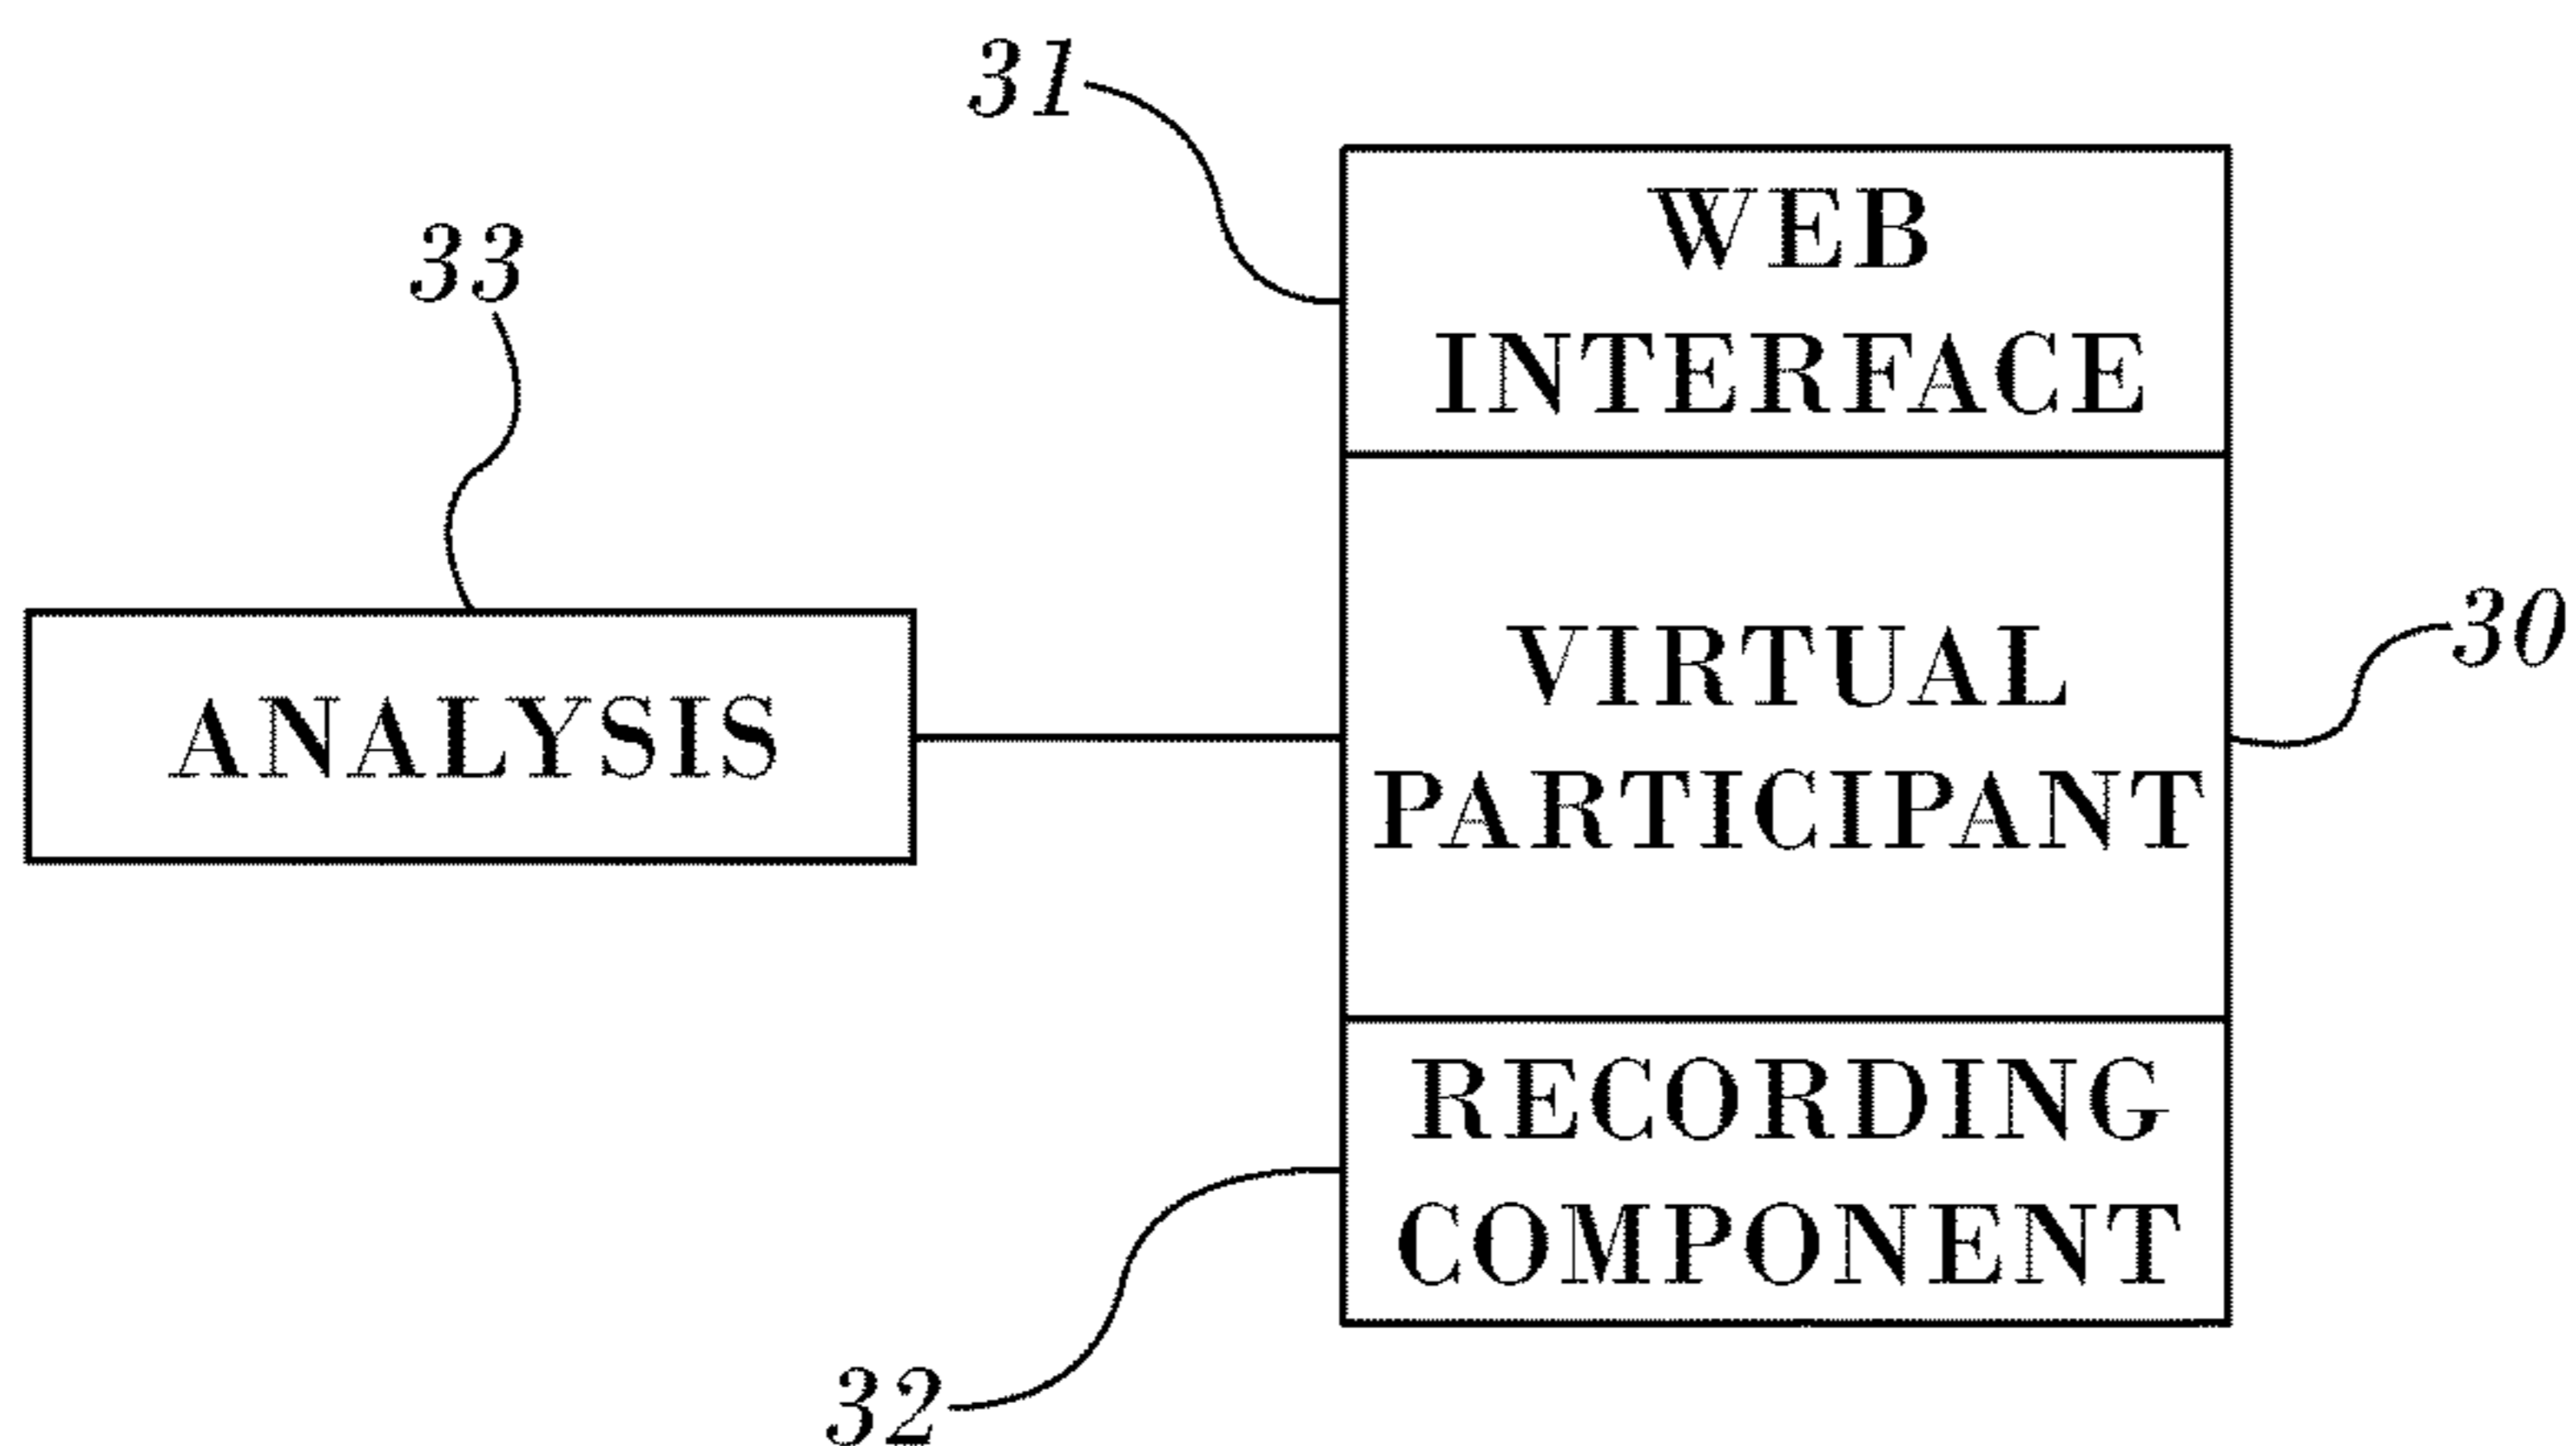 31
WEB
INTERFACE
33
VIRTUAL
PARTICIPANT
30
ANALYSIS
RECORDING
COMPONENT
32